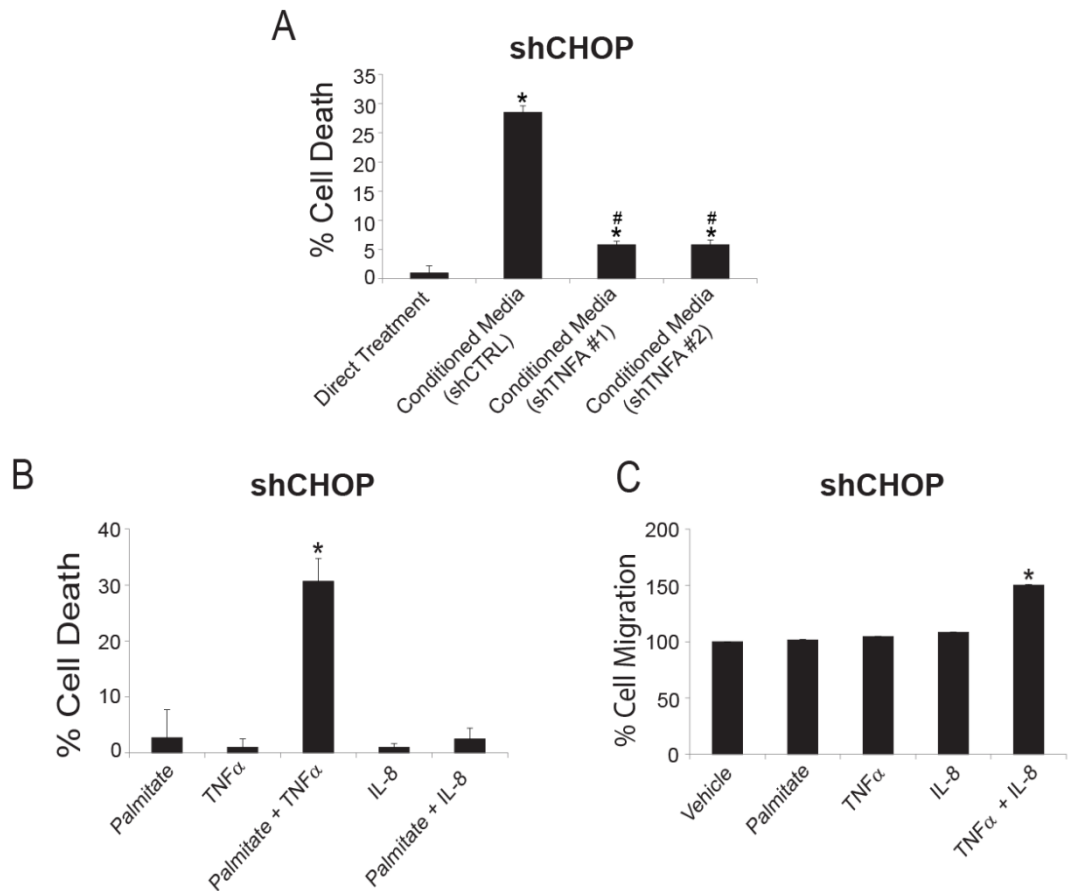 A
shCHOP
% Cell Death
35
30
25
20
15
10
5
0
*
#
*
#
*
Direct Treatment
Conditioned Media
(shCTRL)
Conditioned Media
(shTNFA #1)
Conditioned Media
(shTNFA #2)
B
shCHOP
% Cell Death
40
30
20
10
0
*
Palmitate
TNFα
Palmitate + TNFα
IL-8
Palmitate + IL-8
C
shCHOP
% Cell Migration
200
150
100
50
0
*
Vehicle
Palmitate
TNFα
IL-8
TNFα + IL-8